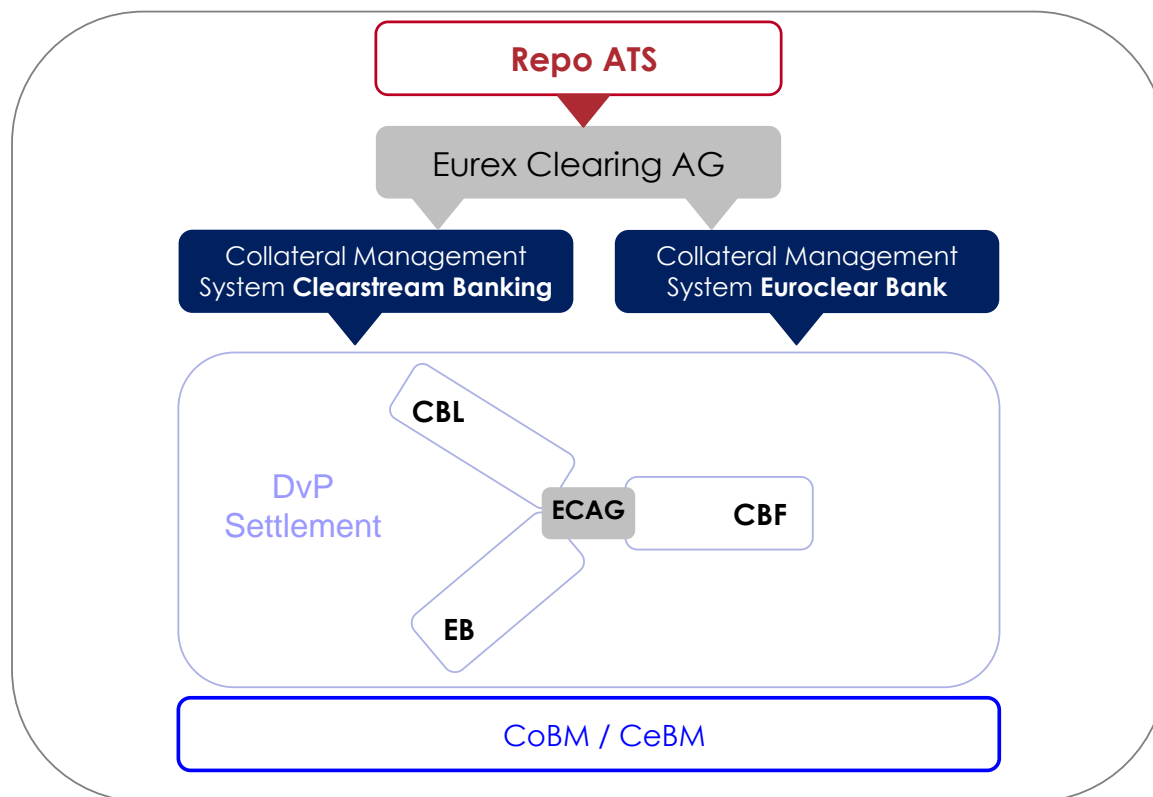 Repo ATS
Eurex Clearing AG
Collateral Management
System Clearstream Banking
Collateral Management
System Euroclear Bank
CBL
DvP
Settlement
ECAG
CBF
EB
CoBM / CeBM